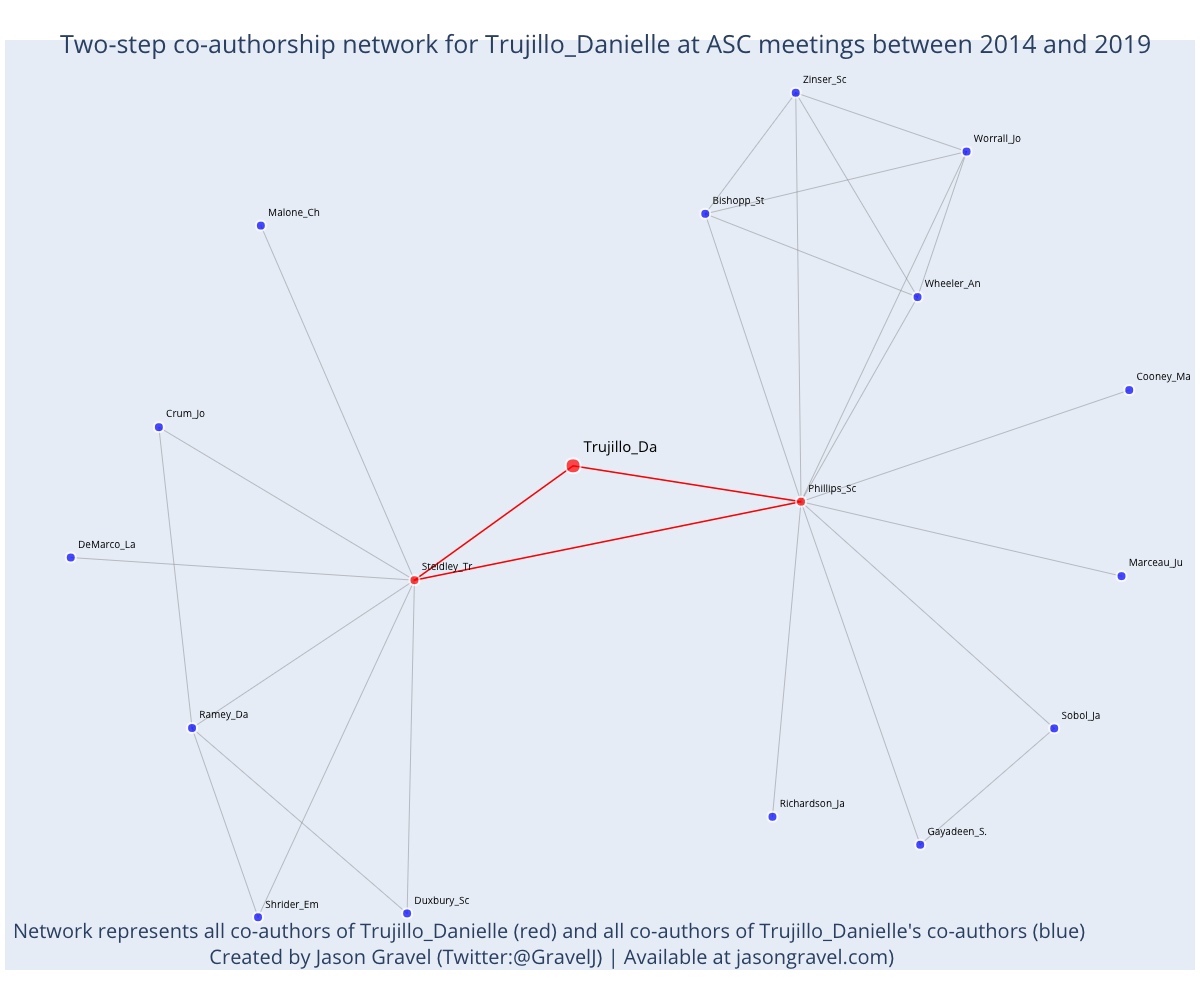 Two-step co-authorship network for Trujillo_Danielle at ASC meetings between 2014 and 2019
Zinser_Sc
Worrall_Jo
Bishopp_St
Malone_Ch
Wheeler_An
Cooney_Ma
Crum_Jo
Trujillo_Da
Phillips_Sc
DeMarco_La
Steidley_Tr
Marceau_Ju
Ramey_Da
Sobol_Ja
Richardson_Ja
Gayadeen_S.
Shrider_Em
Duxbury_Sc
Network represents all co-authors of Trujillo_Danielle (red) and all co-authors of Trujillo_Danielle's co-authors (blue)
Created by Jason Gravel (Twitter:@GravelJ) | Available at jasongravel.com)